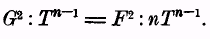 G² : Tⁿ⁻¹ = F² : nTⁿ⁻¹.